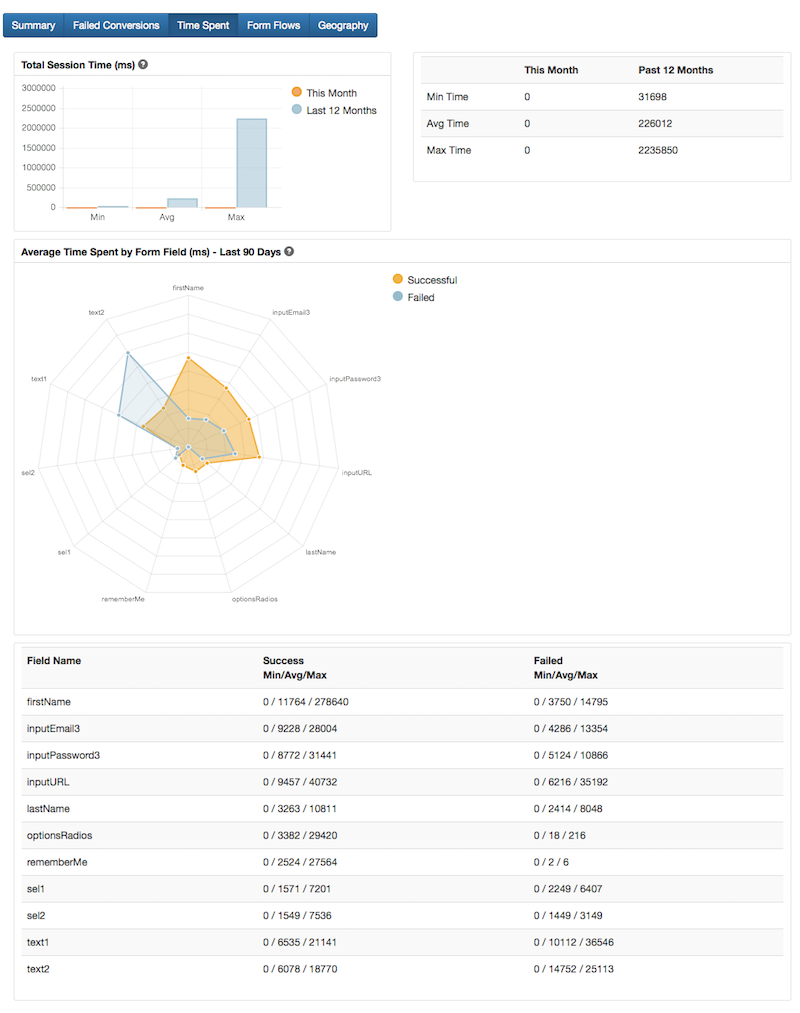 Summary Failed Conversions Time Spent Form Flows Geography
Total Session Time (ms) ?
3000000
2500000
2000000
1500000
1000000
500000
0
Min Avg Max
This Month
Last 12 Months
This Month Past 12 Months
Min Time 0 31698
Avg Time 0 226012
Max Time 0 2235850
Average Time Spent by Form Field (ms) - Last 90 Days ?
Successful
Failed
firstName
text2 inputEmail3
text1 inputPassword3
sel2 inputURL
sel1 lastName
rememberMe optionsRadios
Field Name Success Failed
Min/Avg/Max Min/Avg/Max
firstName 0 / 11764 / 278640 0 / 3750 / 14795
inputEmail3 0 / 9228 / 28004 0 / 4286 / 13354
inputPassword3 0 / 8772 / 31441 0 / 5124 / 10866
inputURL 0 / 9457 / 40732 0 / 6216 / 35192
lastName 0 / 3263 / 10811 0 / 2414 / 8048
optionsRadios 0 / 3382 / 29420 0 / 18 / 216
rememberMe 0 / 2524 / 27564 0 / 2 / 6
sel1 0 / 1571 / 7201 0 / 2249 / 6407
sel2 0 / 1549 / 7536 0 / 1449 / 3149
text1 0 / 6535 / 21141 0 / 10112 / 36546
text2 0 / 6078 / 18770 0 / 14752 / 25113